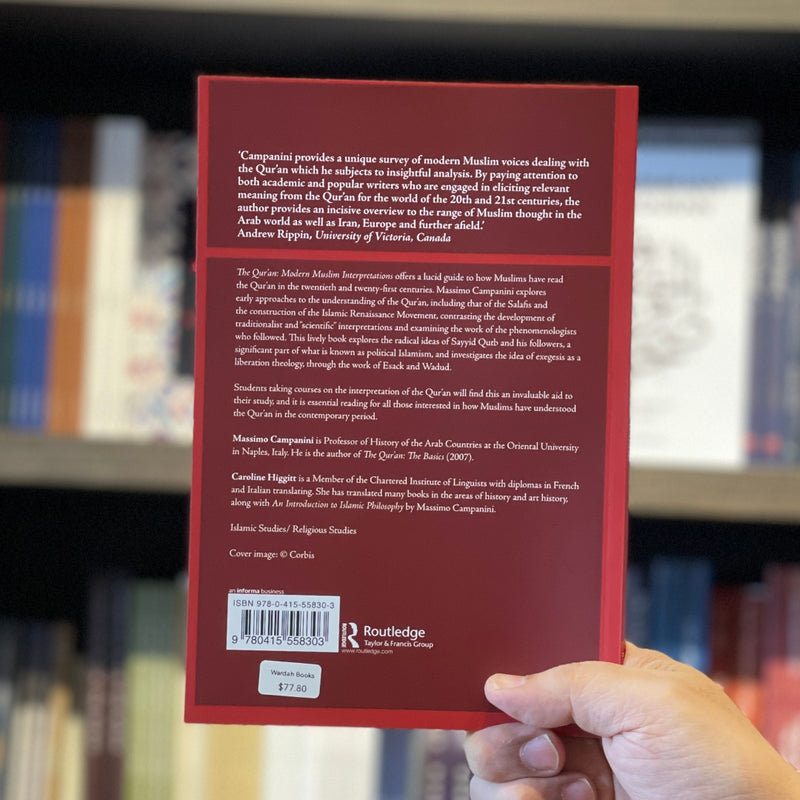 'Campanini provides a unique survey of modern Muslim voices dealing with
the Qur'an which he subjects to insightful analysis. By paying attention to
both academic and popular writers who are engaged in eliciting relevant
meaning from the Qur'an for the world of the 20th and 21st centuries, the
author provides an incisive overview to the range of Muslim thought in the
Arab world as well as Iran, Europe and further afield.'
Andrew Rippin, University of Victoria, Canada
The Qur'an: Modern Muslim Interpretations offers a lucid guide to how Muslims have read
the Qur'an in the twentieth and twenty-first centuries. Massimo Campanini explores
early approaches to the understanding of the Qur'an, including that of the Salafis and
the construction of the Islamic Renaissance Movement, contrasting the development of
traditionalist and "scientific" interpretations and examining the work of the phenomenologists
who followed. This lively book explores the radical ideas of Sayyid Qutb and his followers, a
significant part of what is known as political Islamism, and investigates the idea of exegesis as a
liberation theology, through the work of Esack and Wadud.
Students taking courses on the interpretation of the Qur'an will find this an invaluable aid to
their study, and it is essential reading for all those interested in how Muslims have understood
the Qur'an in the contemporary period.
Massimo Campanini is Professor of History of the Arab Countries at the Oriental University
in Naples, Italy. He is the author of The Qur'an: The Basics (2007).
Caroline Higgitt is a Member of the Chartered Institute of Linguists with diplomas in French
and Italian translating. She has translated many books in the areas of history and art history,
along with An Introduction to Islamic Philosophy by Massimo Campanini.
Islamic Studies/ Religious Studies
Cover image: © Corbis
an informa business
ISBN 978-0-415-55830-3
9 780415 558303
ROUTLEDGE
Routledge
Taylor & Francis Group
www.routledge.com
Wardah Books
$77.80